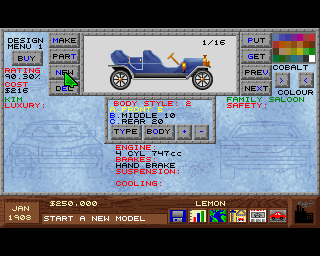 DESIGN
MENU 1
BUY
RATING
90.30%
COST
$216
KIM
LUXURY:
MAKE
PART
NEW
DEL
1/16
PUT
GET
PREV
NEXT
COBALT
COLOUR
FAMILY SALOON
SAFETY:
BODY STYLE: 2
A.FRONT 5
B.MIDDLE 10
C.REAR 20
TYPE BODY + -
ENGINE:
4 CYL 747cc
BRAKES:
HAND BRAKE
SUSPENSION:
COOLING:
JAN
1908
$250.000
LEMON
START A NEW MODEL